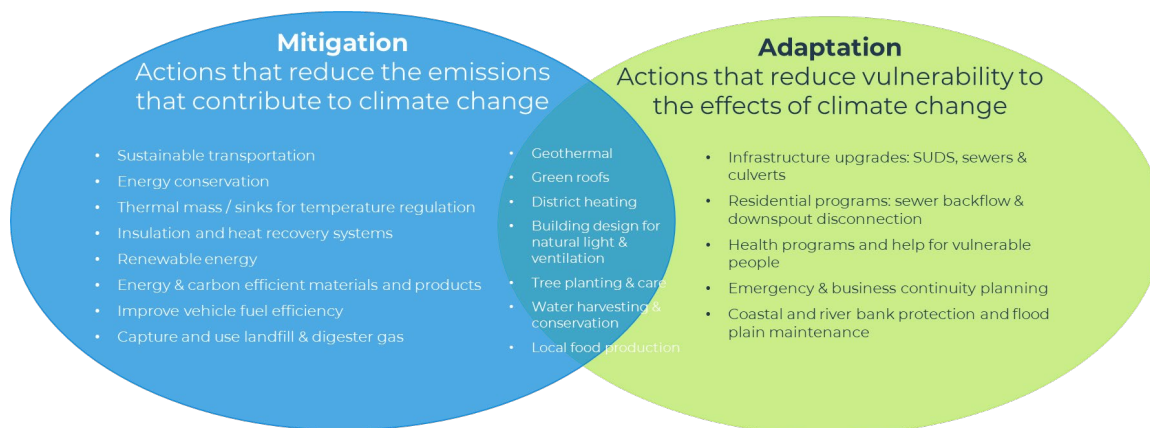 Mitigation
Actions that reduce the emissions
that contribute to climate change
• Sustainable transportation
• Energy conservation
• Thermal mass / sinks for temperature regulation
• Insulation and heat recovery systems
• Renewable energy
• Energy & carbon efficient materials and products
• Improve vehicle fuel efficiency
• Capture and use landfill & digester gas
• Geothermal
• Green roofs
• District heating
• Building design for
natural light &
ventilation
• Tree planting & care
• Water harvesting &
conservation
• Local food production
Adaptation
Actions that reduce vulnerability to
the effects of climate change
• Infrastructure upgrades: SUDS, sewers &
culverts
• Residential programs: sewer backflow &
downspout disconnection
• Health programs and help for vulnerable
people
• Emergency & business continuity planning
• Coastal and river bank protection and flood
plain maintenance